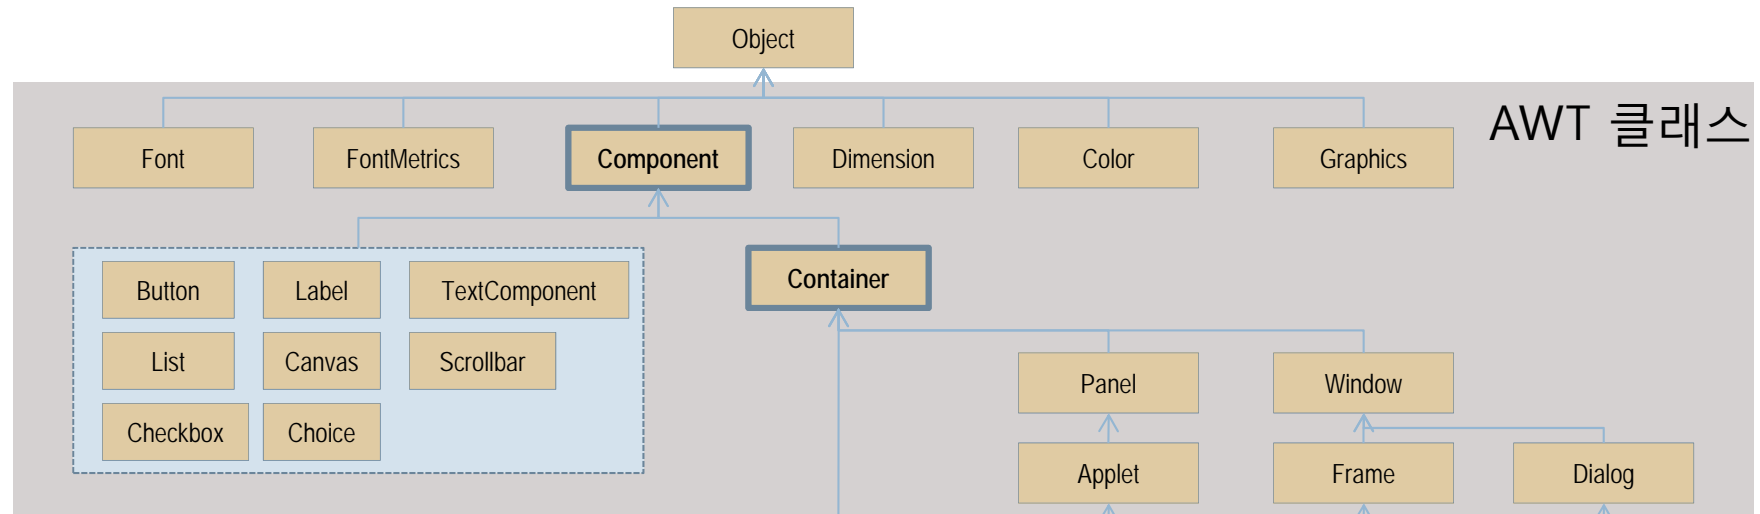 Object
AWT 클래스
Font
FontMetrics
Component
Dimension
Color
Graphics
Button
Label
TextComponent
Container
List
Canvas
Scrollbar
Panel
Window
Checkbox
Choice
Applet
Frame
Dialog